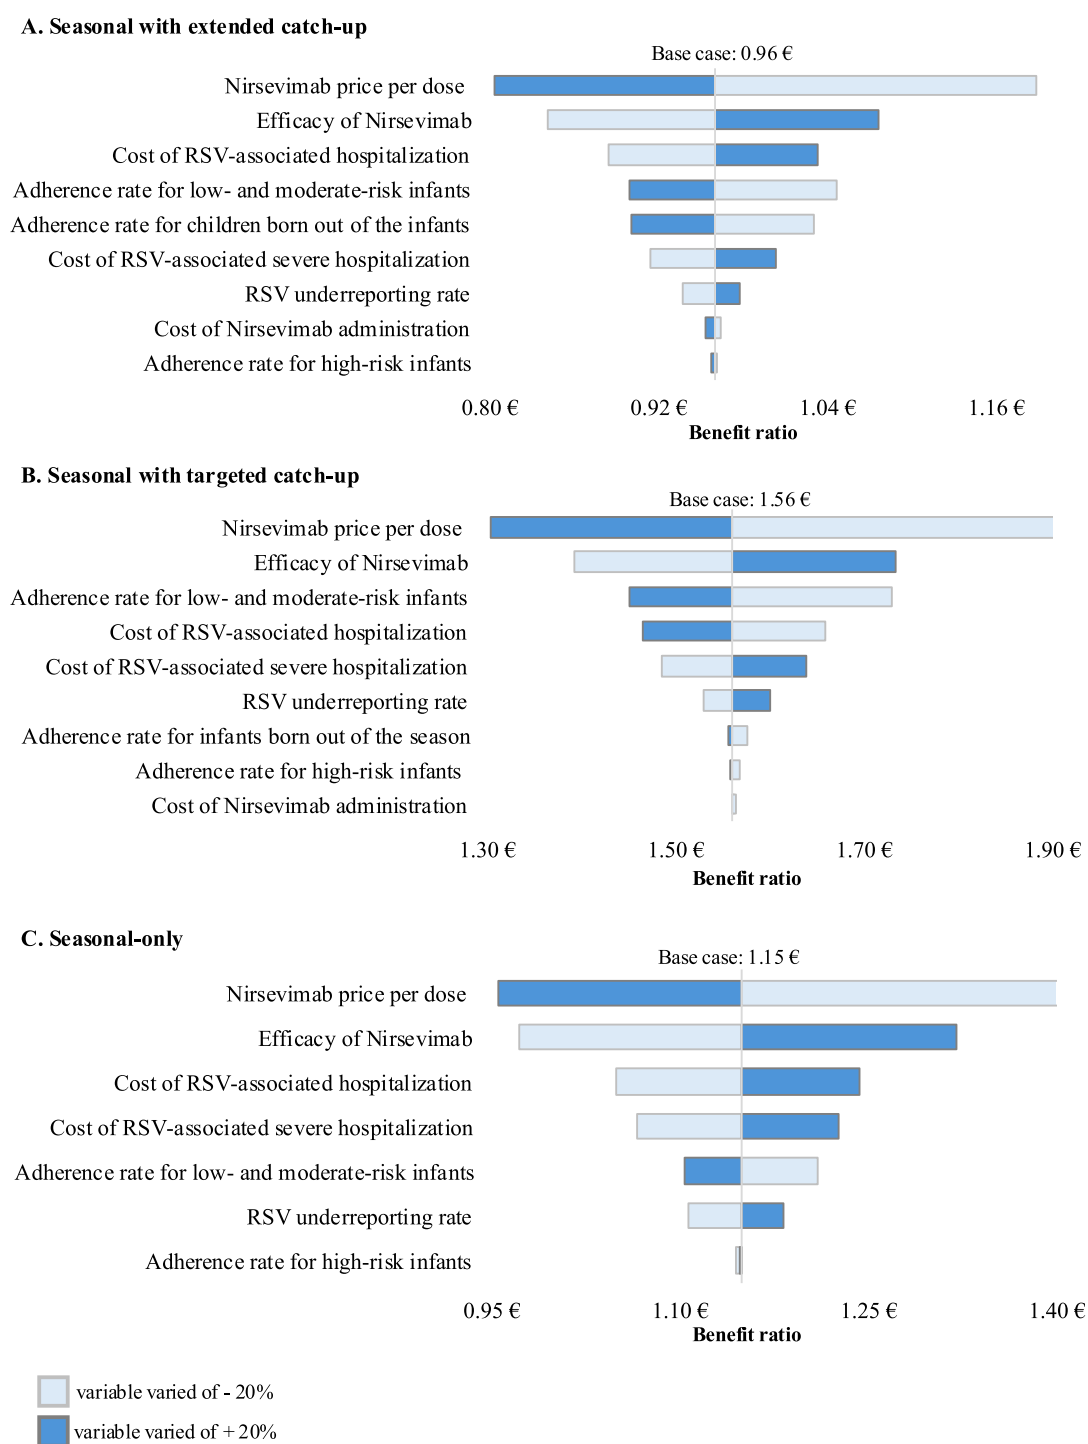 A. Seasonal with extended catch-up
Base case: 0.96 €
Nirsevimab price per dose
Efficacy of Nirsevimab
Cost of RSV-associated hospitalization
Adherence rate for low- and moderate-risk infants
Adherence rate for children born out of the infants
Cost of RSV-associated severe hospitalization
RSV underreporting rate
Cost of Nirsevimab administration
Adherence rate for high-risk infants
0.80 € 0.92 € 1.04 € 1.16 €
Benefit ratio
B. Seasonal with targeted catch-up
Base case: 1.56 €
Nirsevimab price per dose
Efficacy of Nirsevimab
Adherence rate for low- and moderate-risk infants
Cost of RSV-associated hospitalization
Cost of RSV-associated severe hospitalization
RSV underreporting rate
Adherence rate for infants born out of the season
Adherence rate for high-risk infants
Cost of Nirsevimab administration
1.30 € 1.50 € 1.70 € 1.90 €
Benefit ratio
C. Seasonal-only
Base case: 1.15 €
Nirsevimab price per dose
Efficacy of Nirsevimab
Cost of RSV-associated hospitalization
Cost of RSV-associated severe hospitalization
Adherence rate for low- and moderate-risk infants
RSV underreporting rate
Adherence rate for high-risk infants
0.95 € 1.10 € 1.25 € 1.40 €
Benefit ratio
variable varied of - 20%
variable varied of + 20%